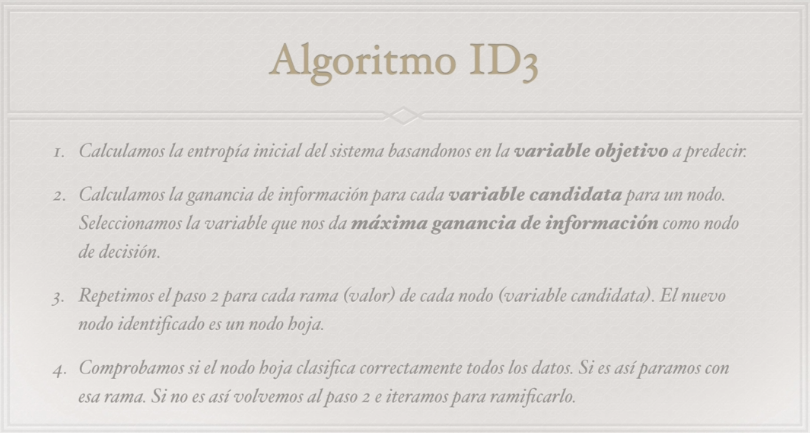 Algoritmo ID3
1. Calculamos la entropía inicial del sistema basandonos en la variable objetivo a predecir.
2. Calculamos la ganancia de información para cada variable candidata para un nodo.
Seleccionamos la variable que nos da máxima ganancia de información como nodo
de decisión.
3. Repetimos el paso 2 para cada rama (valor) de cada nodo (variable candidata). El nuevo
nodo identificado es un nodo hoja.
4. Comprobamos si el nodo hoja clasifica correctamente todos los datos. Si es así paramos con
esa rama. Si no es así volvemos al paso 2 e iteramos para ramificarlo.